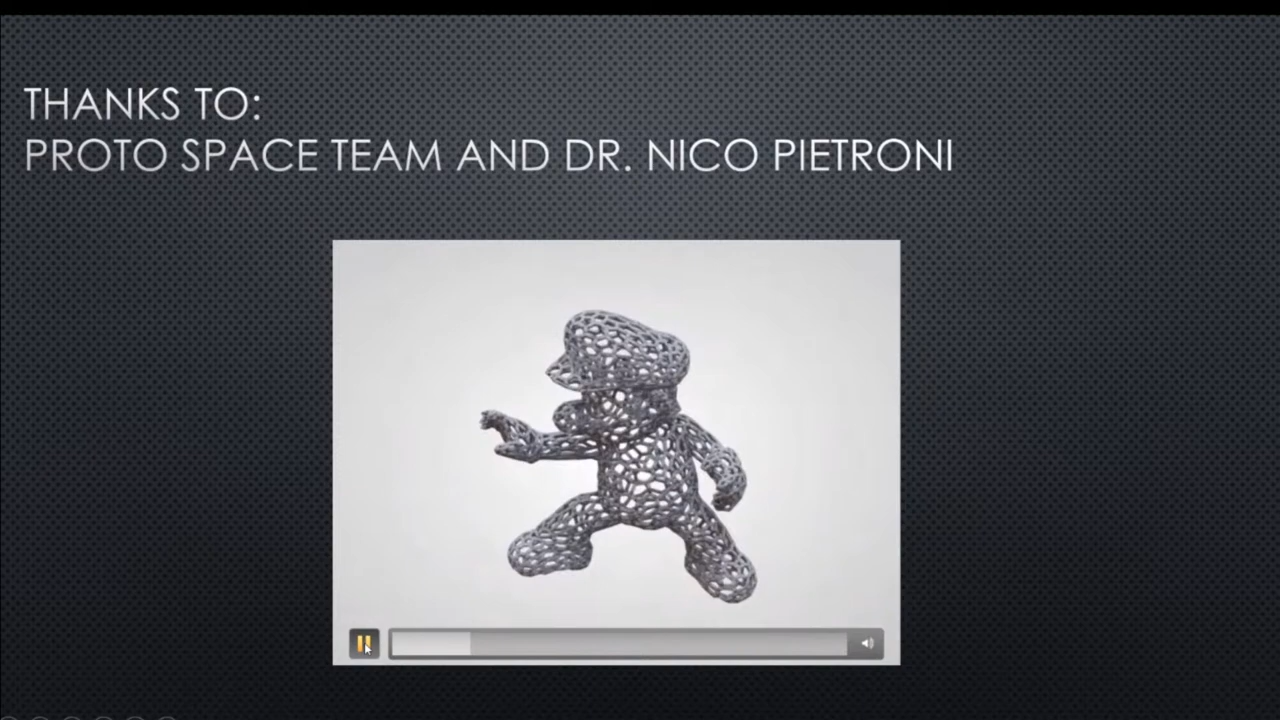 THANKS TO:
PROTO SPACE TEAM AND DR. NICO PIETRONI